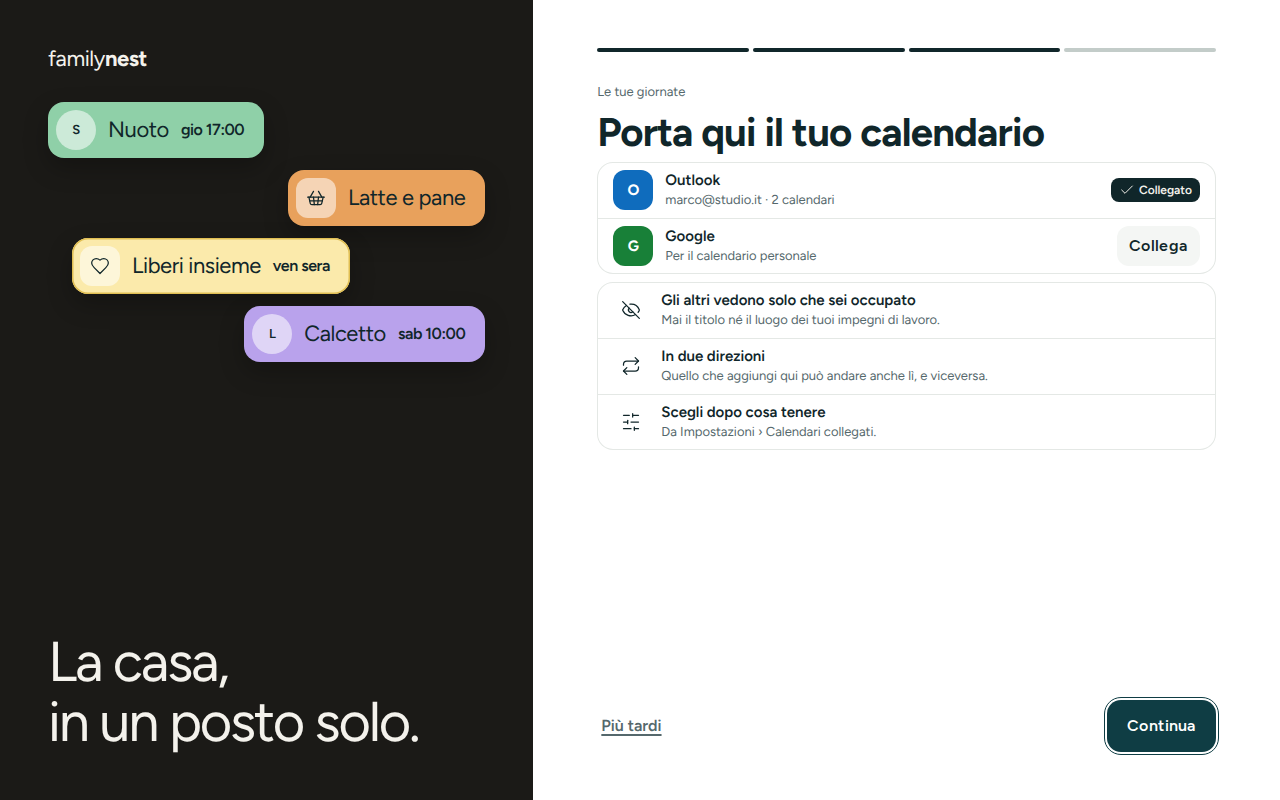 familynest
S Nuoto gio 17:00
Latte e pane
Liberi insieme ven sera
L Calcetto sab 10:00
La casa,
in un posto solo.
Le tue giornate
Porta qui il tuo calendario
O
Outlook
marco@studio.it · 2 calendari
Collegato
G
Google
Per il calendario personale
Collega
Gli altri vedono solo che sei occupato
Mai il titolo né il luogo dei tuoi impegni di lavoro.
In due direzioni
Quello che aggiungi qui può andare anche lì, e viceversa.
Scegli dopo cosa tenere
Da Impostazioni › Calendari collegati.
Più tardi
Continua